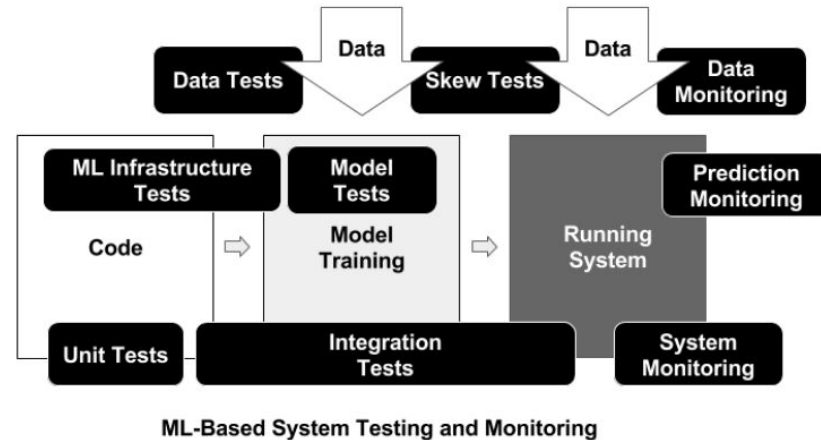 Data
Data
Data Tests
Skew Tests
Data
Monitoring
ML Infrastructure
Tests
Model
Tests
Prediction
Monitoring
Code
Model
Training
Running
System
Unit Tests
Integration
Tests
System
Monitoring
ML-Based System Testing and Monitoring